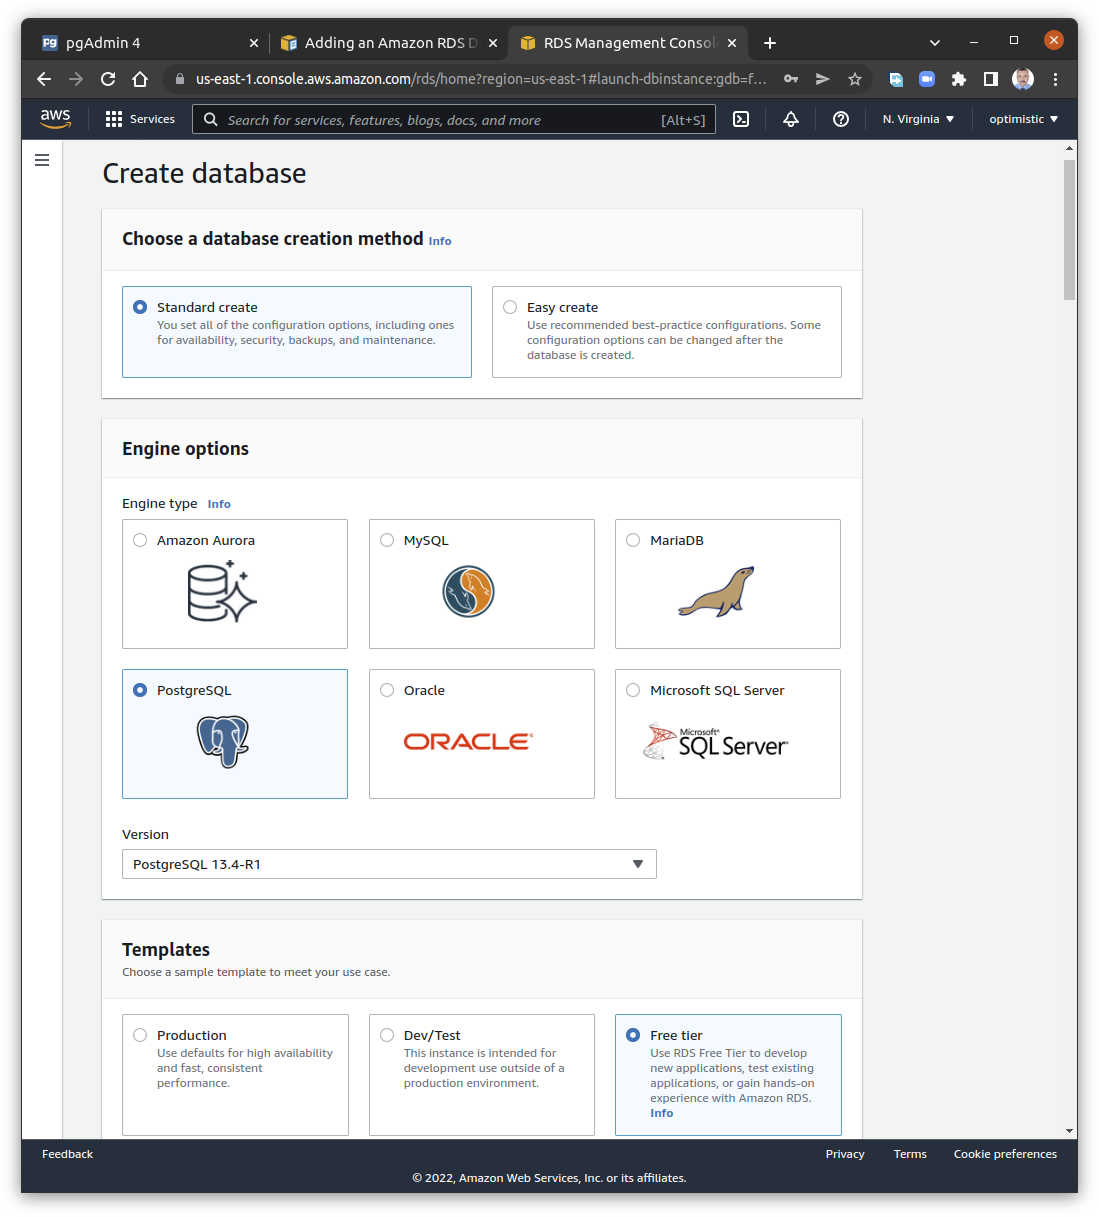 pgAdmin 4
Adding an Amazon RDS D
RDS Management Consol
us-east-1.console.aws.amazon.com/rds/home?region=us-east-1#launch-dbinstance:gdb=f...
aws
Services
Search for services, features, blogs, docs, and more
[Alt+S]
N. Virginia
optimistic
Create database
Choose a database creation method Info
Standard create
You set all of the configuration options, including ones
for availability, security, backups, and maintenance.
Easy create
Use recommended best-practice configurations. Some
configuration options can be changed after the
database is created.
Engine options
Engine type Info
Amazon Aurora
MySQL
MariaDB
PostgreSQL
Oracle
ORACLE
Microsoft SQL Server
Microsoft®
SQL Server
Version
PostgreSQL 13.4-R1
Templates
Choose a sample template to meet your use case.
Production
Use defaults for high availability
and fast, consistent
performance.
Dev/Test
This instance is intended for
development use outside of a
production environment.
Free tier
Use RDS Free Tier to develop
new applications, test existing
applications, or gain hands-on
experience with Amazon RDS.
Info
Feedback
Privacy
Terms
Cookie preferences
© 2022, Amazon Web Services, Inc. or its affiliates.